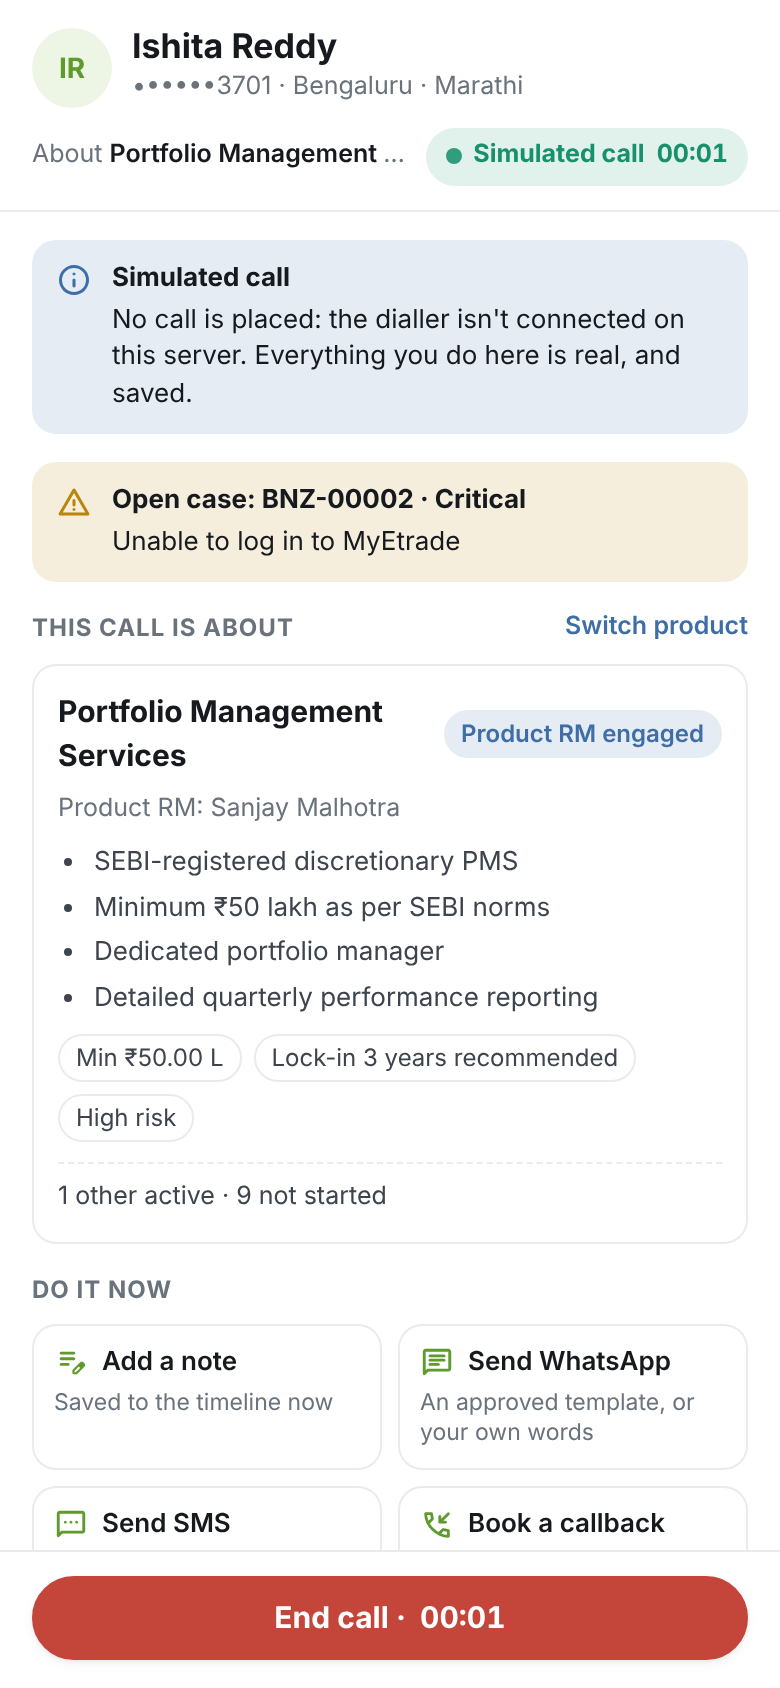 IR
Ishita Reddy
••••••3701 · Bengaluru · Marathi
About Portfolio Management ...
Simulated call 00:01
Simulated call
No call is placed: the dialler isn't connected on
this server. Everything you do here is real, and
saved.
Open case: BNZ-00002 · Critical
Unable to log in to MyEtrade
THIS CALL IS ABOUT
Switch product
Portfolio Management
Services
Product RM engaged
Product RM: Sanjay Malhotra
• SEBI-registered discretionary PMS
• Minimum ₹50 lakh as per SEBI norms
• Dedicated portfolio manager
• Detailed quarterly performance reporting
Min ₹50.00 L
Lock-in 3 years recommended
High risk
1 other active · 9 not started
DO IT NOW
Add a note
Saved to the timeline now
Send WhatsApp
An approved template, or
your own words
Send SMS
Book a callback
End call · 00:01